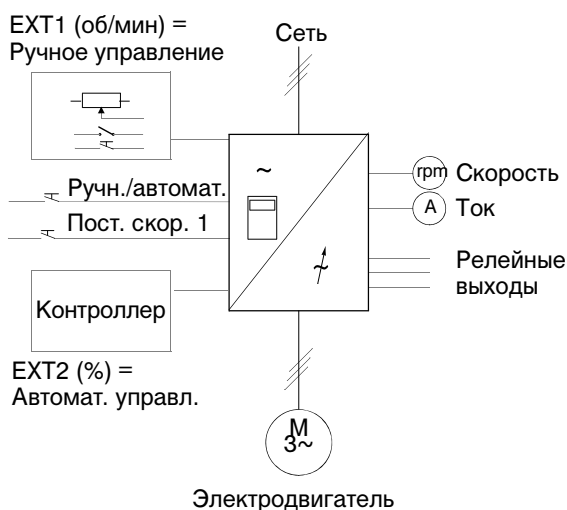 EXT1 (об/мин) =
Ручное управление
Сеть
~
Ручн./автомат.
Пост. скор. 1
rpm Скорость
A Ток
Релейные
выходы
~
Контроллер
EXT2 (%) =
Автомат. управл.
M
3~
Электродвигатель